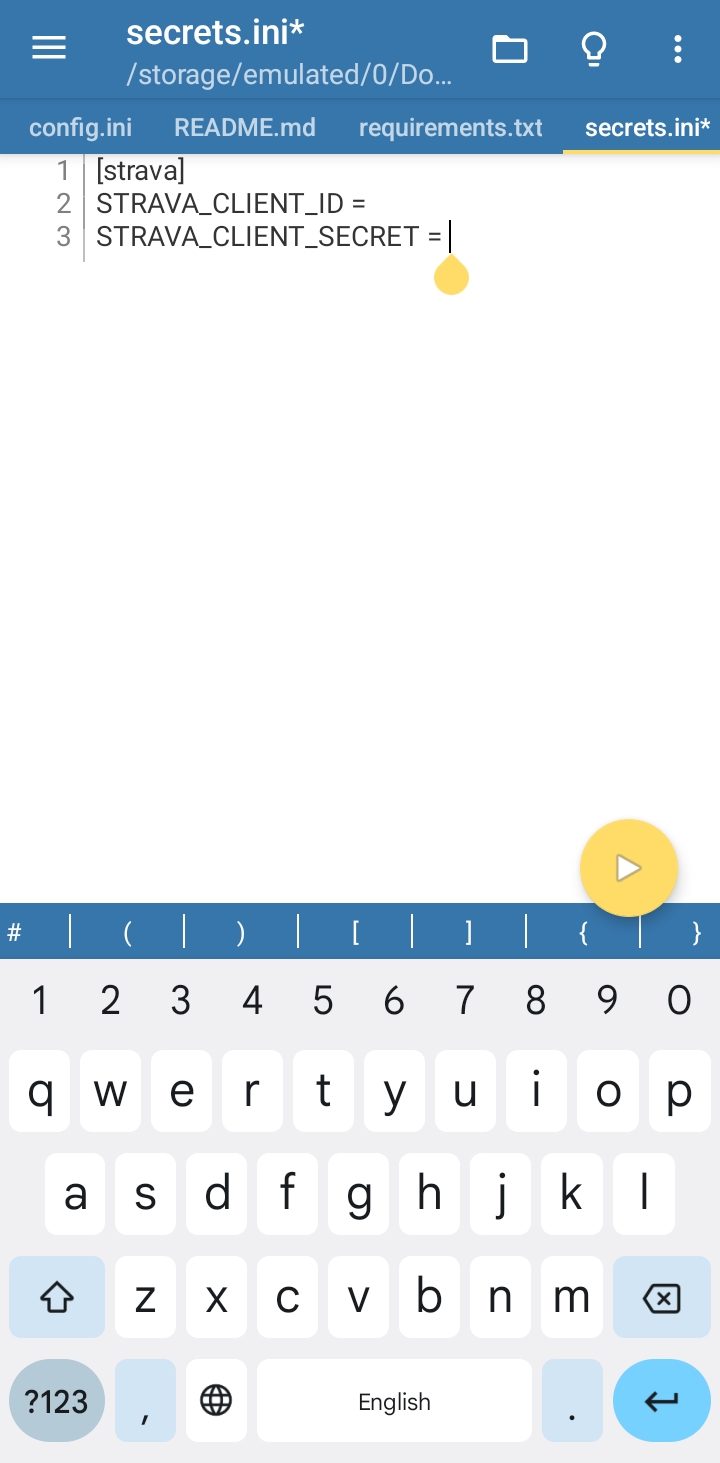 secrets.ini*
/storage/emulated/0/Do...
config.ini README.md requirements.txt secrets.ini*
1 [strava]
2 STRAVA_CLIENT_ID =
3 STRAVA_CLIENT_SECRET =
# ( ) [ ] { }
1 2 3 4 5 6 7 8 9 0
q w e r t y u i o p
a s d f g h j k l
z x c v b n m
?123 , English .